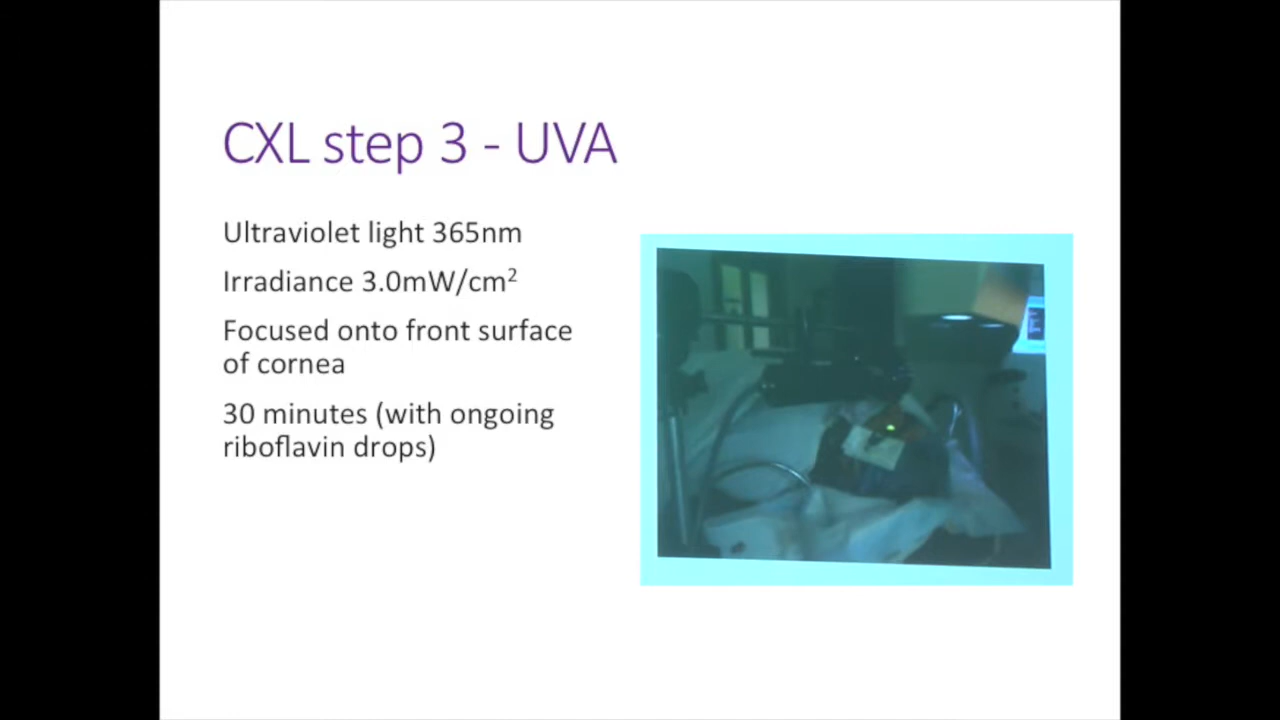 CXL step 3 - UVA
Ultraviolet light 365nm
Irradiance 3.0mW/cm²
Focused onto front surface
of cornea
30 minutes (with ongoing
riboflavin drops)